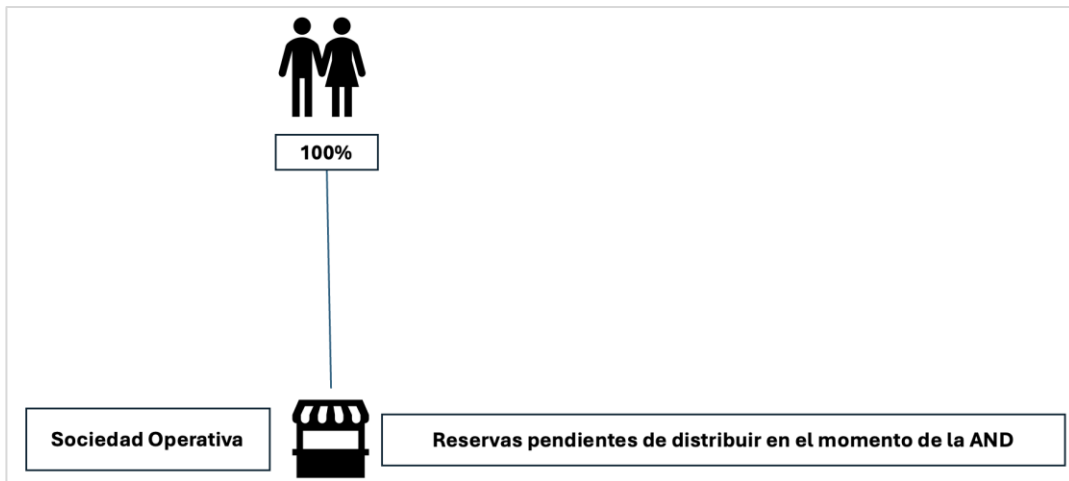 100%
Sociedad Operativa
Reservas pendientes de distribuir en el momento de la AND